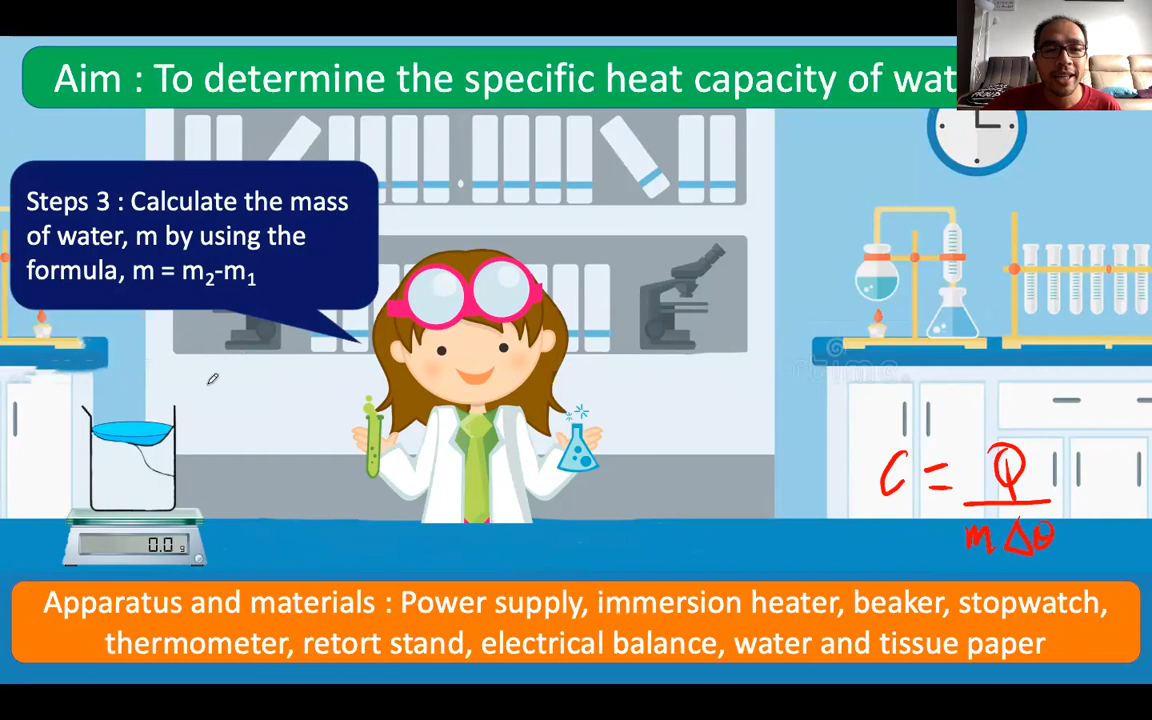 Aim : To determine the specific heat capacity of wat
Steps 3 : Calculate the mass
of water, m by using the
formula, m = m₂-m₁
0.0 g
C = Q
m Δθ
Apparatus and materials : Power supply, immersion heater, beaker, stopwatch,
thermometer, retort stand, electrical balance, water and tissue paper